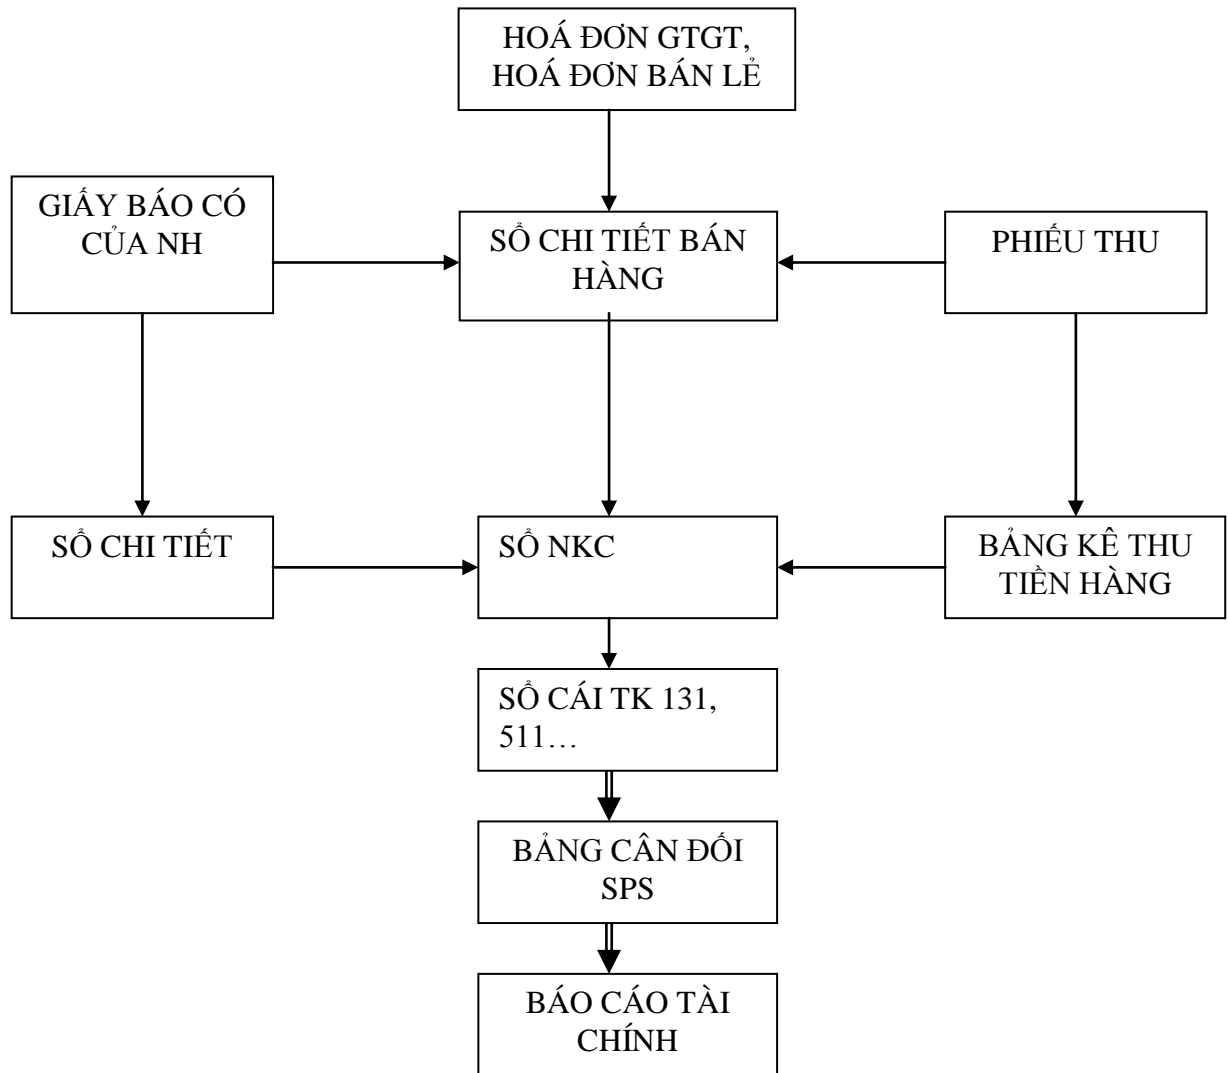 HOÁ ĐƠN GTGT,
HOÁ ĐƠN BÁN LẺ
GIẤY BÁO CÓ
CỦA NH
SỔ CHI TIẾT BÁN
HÀNG
PHIẾU THU
SỔ CHI TIẾT
SỔ NKC
BẢNG KÊ THU
TIỀN HÀNG
SỔ CÁI TK 131,
511…
BẢNG CÂN ĐỐI
SPS
BÁO CÁO TÀI
CHÍNH